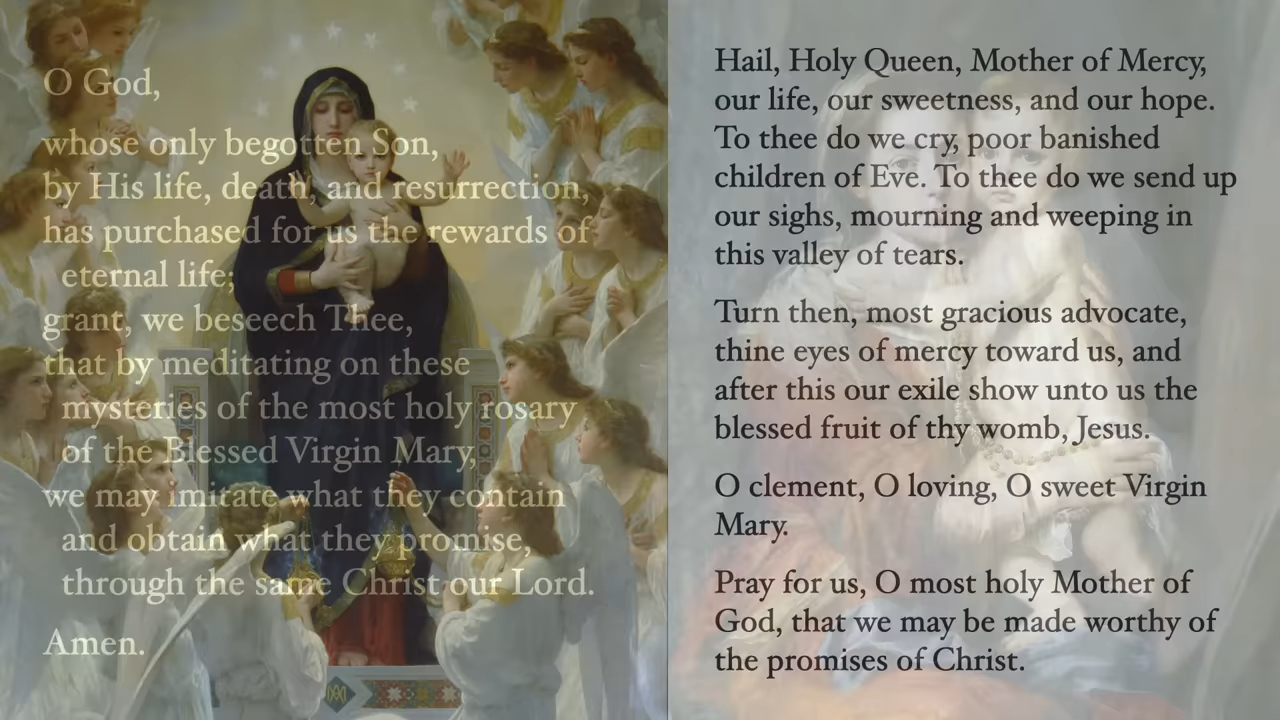 O God,
whose only begotten Son,
by His life, death, and resurrection,
has purchased for us the rewards of
eternal life;
grant, we beseech Thee,
that by meditating on these
mysteries of the most holy rosary
of the Blessed Virgin Mary,
we may imitate what they contain
and obtain what they promise,
through the same Christ our Lord.
Amen.
Hail, Holy Queen, Mother of Mercy,
our life, our sweetness, and our hope.
To thee do we cry, poor banished
children of Eve. To thee do we send up
our sighs, mourning and weeping in
this valley of tears.
Turn then, most gracious advocate,
thine eyes of mercy toward us, and
after this our exile show unto us the
blessed fruit of thy womb, Jesus.
O clement, O loving, O sweet Virgin
Mary.
Pray for us, O most holy Mother of
God, that we may be made worthy of
the promises of Christ.